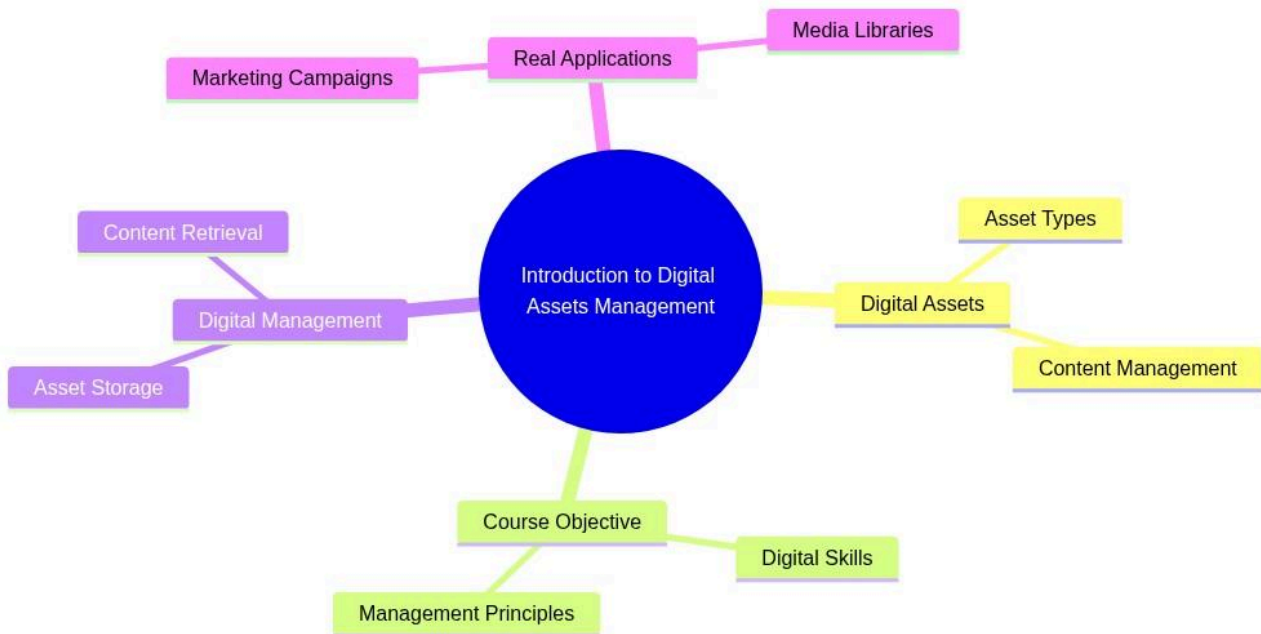 Media Libraries
Real Applications
Marketing Campaigns
Asset Types
Content Retrieval
Introduction to Digital
Assets Management
Digital Assets
Digital Management
Content Management
Asset Storage
Course Objective
Digital Skills
Management Principles